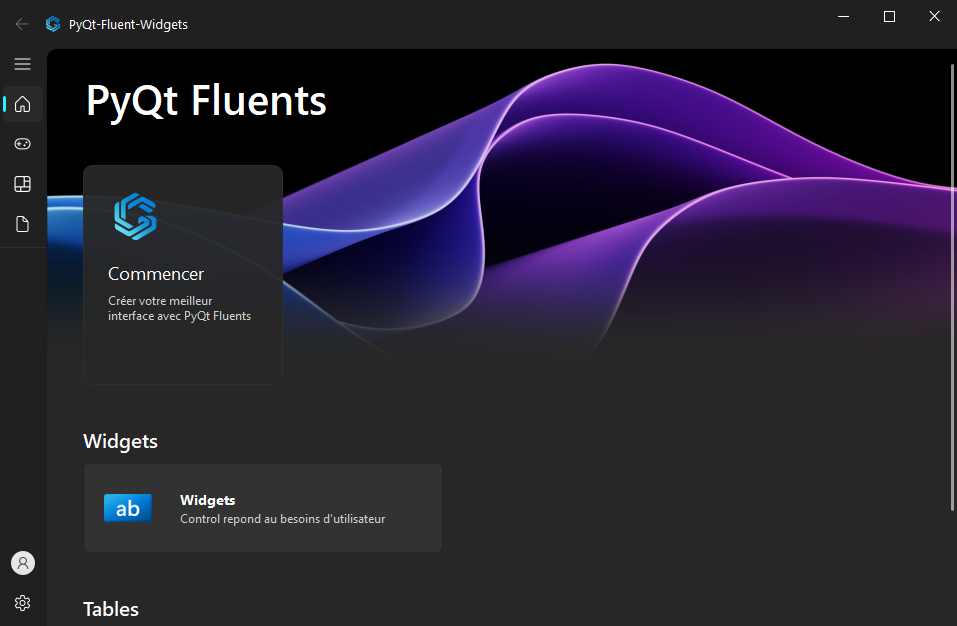 PyQt-Fluent-Widgets
PyQt Fluents
Commencer
Créer votre meilleur
interface avec PyQt Fluents
Widgets
ab
Widgets
Control repond au besoins d'utilisateur
Tables